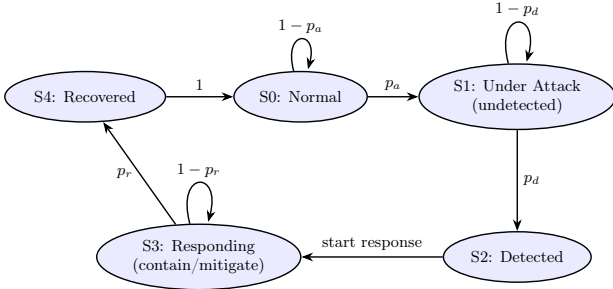 1 − p_a
1 − p_d
S4: Recovered
1
S0: Normal
p_a
S1: Under Attack
(undetected)
p_r
1 − p_r
p_d
S3: Responding
(contain/mitigate)
start response
S2: Detected